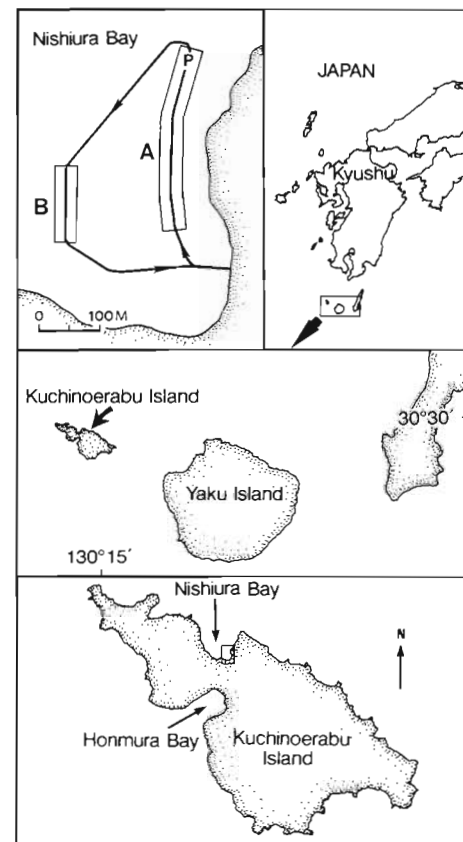 Nishiura Bay
P
A
B
0 100 M
JAPAN
Kyushu
Kuchinoerabu
Island
30°30′
Yaku Island
130°15′
Nishiura Bay
N
Honmura Bay
Kuchinoerabu
Island